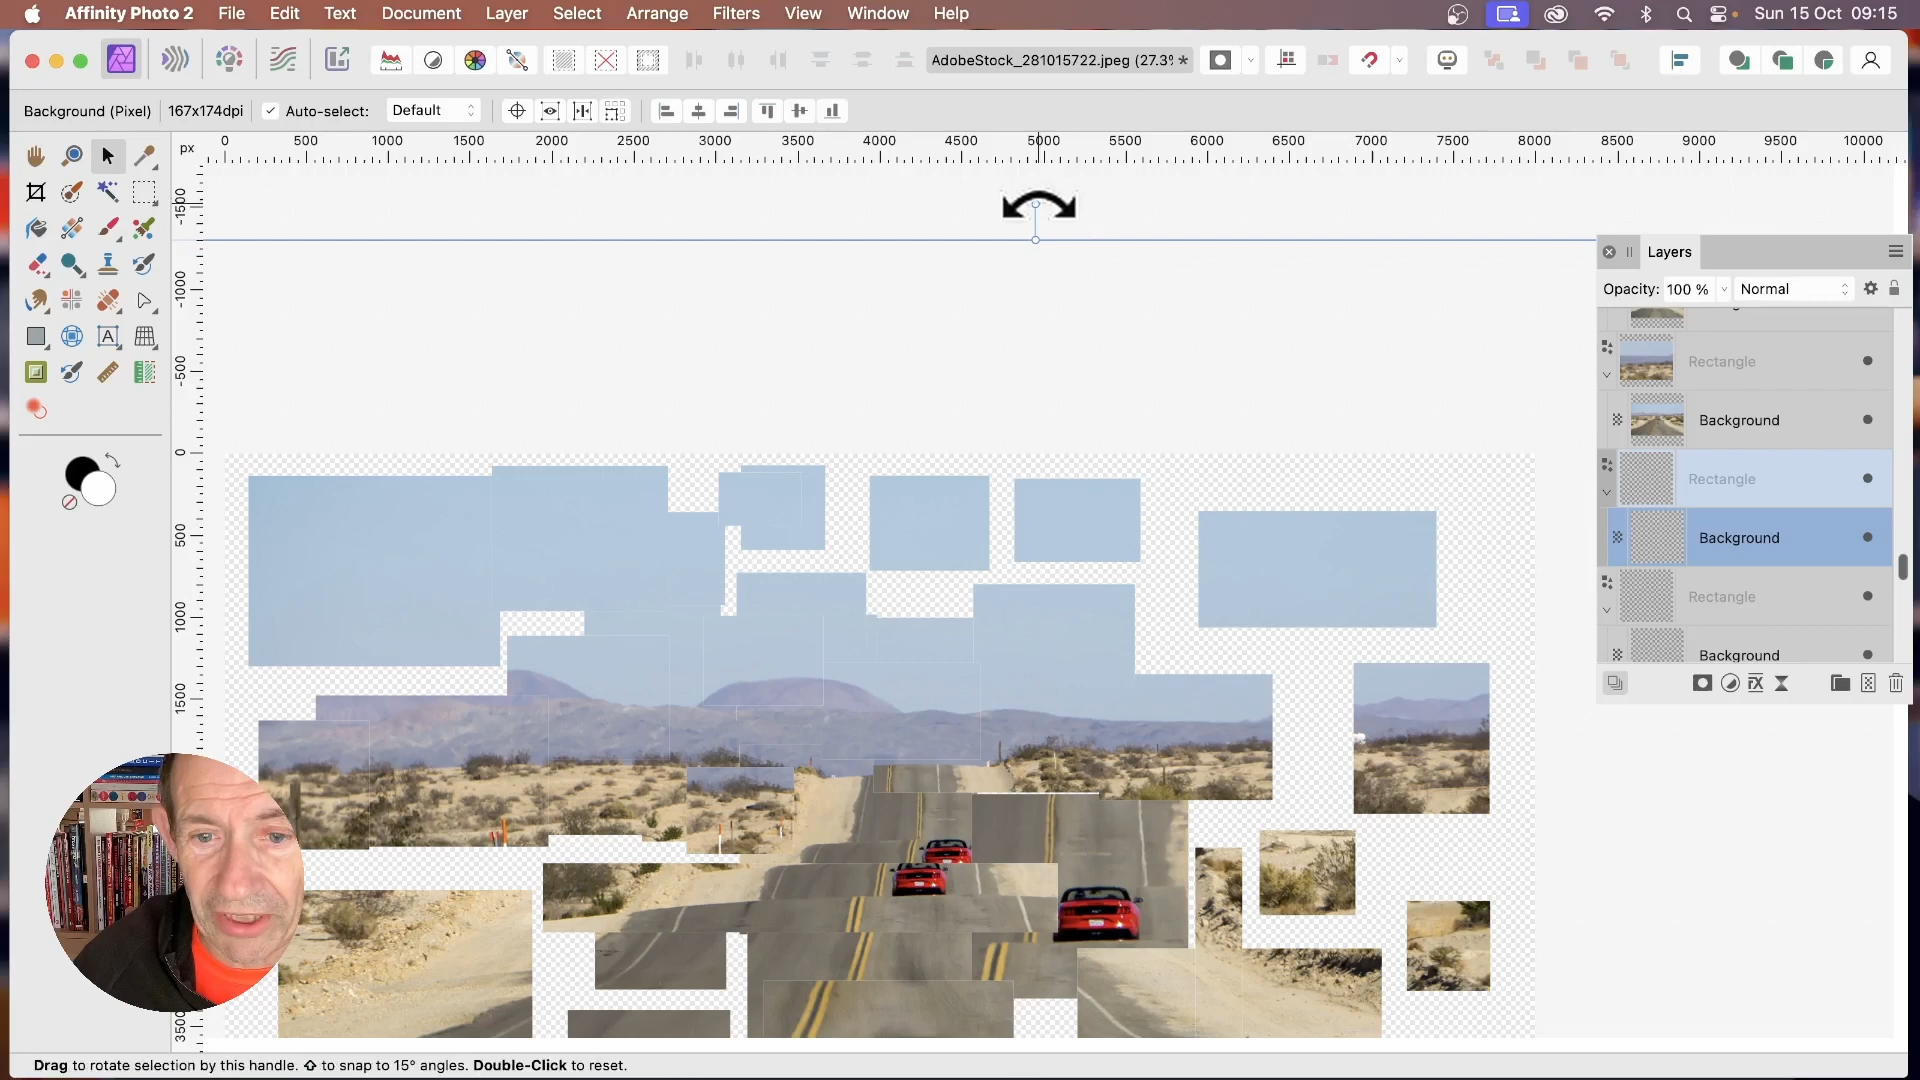 Affinity Photo 2 File Edit Text Document Layer Select Arrange Filters View Window Help Sun 15 Oct 09:15
AdobeStock_281015722.jpeg (27.3% *
Background (Pixel) 167x174dpi Auto-select: Default
px 0 500 1000 1500 2000 2500 3000 3500 4000 4500 5000 5500 6000 6500 7000 7500 8000 8500 9000 9500 10000
-1500
-1000
-500
0
500
1000
1500
3500
Layers
Opacity: 100 % Normal
Rectangle
Background
Rectangle
Background
Rectangle
Background
Drag to rotate selection by this handle. ⇧ to snap to 15° angles. Double-Click to reset.